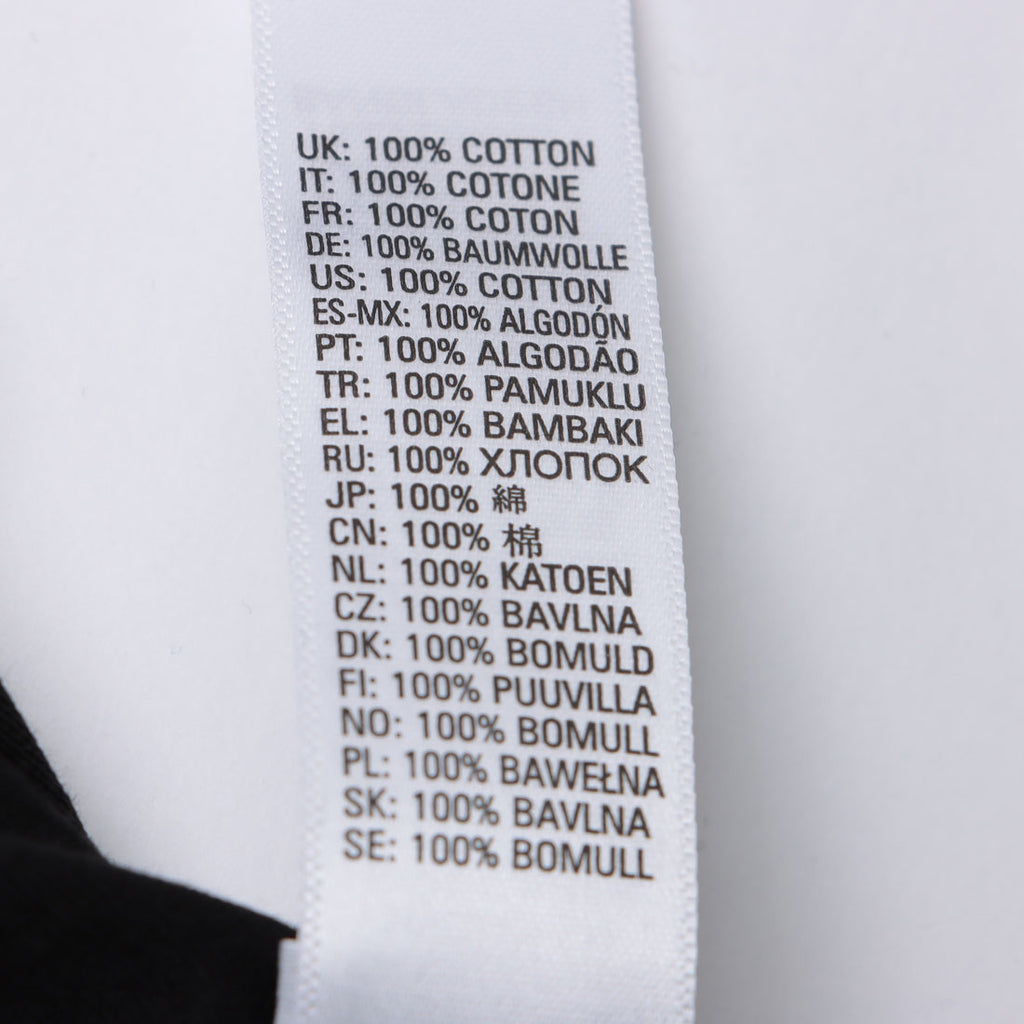 UK: 100% COTTON
IT: 100% COTONE
FR: 100% COTON
DE: 100% BAUMWOLLE
US: 100% COTTON
ES-MX: 100% ALGODÓN
PT: 100% ALGODÃO
TR: 100% PAMUKLU
EL: 100% BAMBAKI
RU: 100% ХЛОПОК
JP: 100% 綿
CN: 100% 棉
NL: 100% KATOEN
CZ: 100% BAVLNA
DK: 100% BOMULD
FI: 100% PUUVILLA
NO: 100% BOMULL
PL: 100% BAWEŁNA
SK: 100% BAVLNA
SE: 100% BOMULL